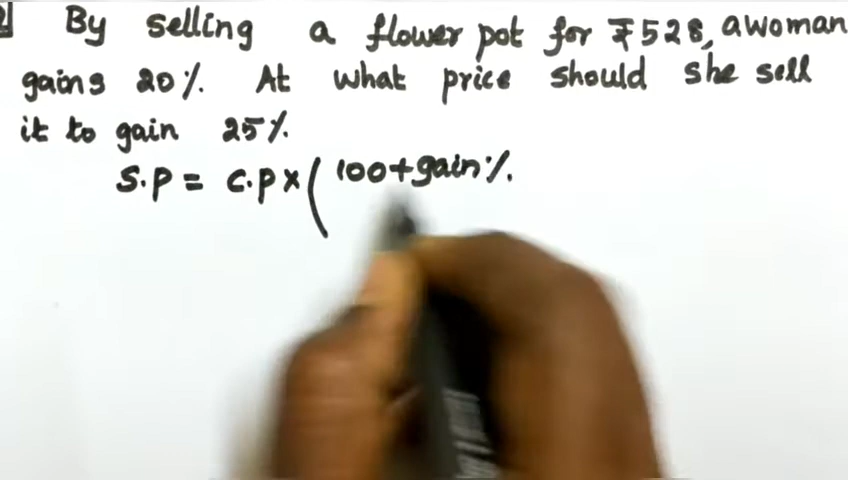 By selling a flower pot for ₹528, a woman
gains 20%. At what price should she sell
it to gain 25%.
S.P = C.P × ( 100+gain%.